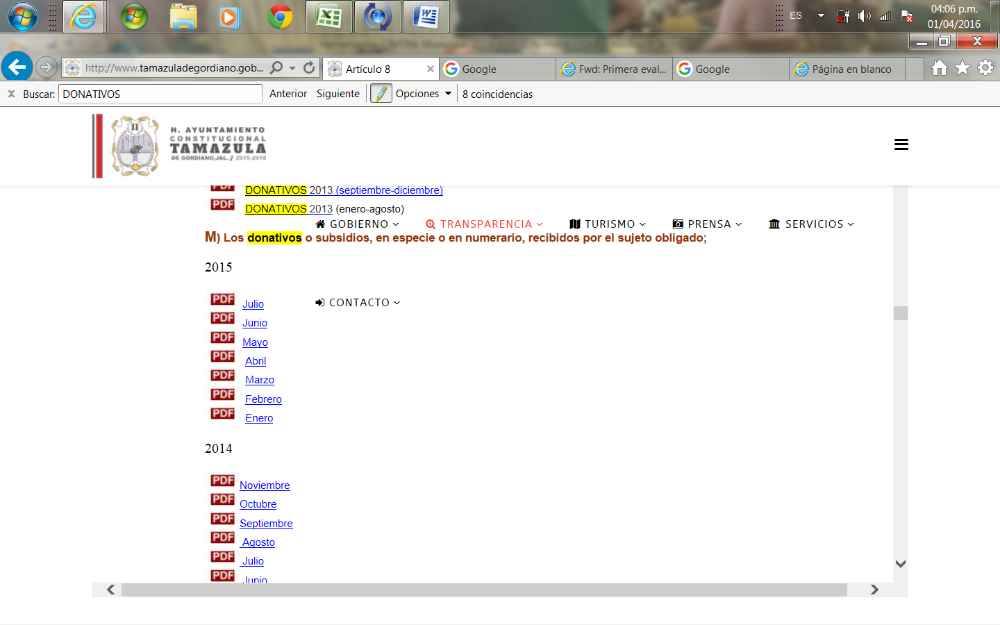 ES
04:06 p.m.
01/04/2016
http://www.tamazuladegordiano.gob...
Artículo 8
Google
Fwd: Primera eval...
Google
Página en blanco
x Buscar: DONATIVOS Anterior Siguiente Opciones 8 coincidencias
H. AYUNTAMIENTO
CONSTITUCIONAL
TAMAZULA
DE GORDIANO, JAL. 2015-2018
PDF DONATIVOS 2013 (septiembre-diciembre)
PDF DONATIVOS 2013 (enero-agosto)
GOBIERNO TRANSPARENCIA TURISMO PRENSA SERVICIOS
M) Los donativos o subsidios, en especie o en numerario, recibidos por el sujeto obligado;
2015
PDF Julio
CONTACTO
PDF Junio
PDF Mayo
PDF Abril
PDF Marzo
PDF Febrero
PDF Enero
2014
PDF Noviembre
PDF Octubre
PDF Septiembre
PDF Agosto
PDF Julio
PDF Junio